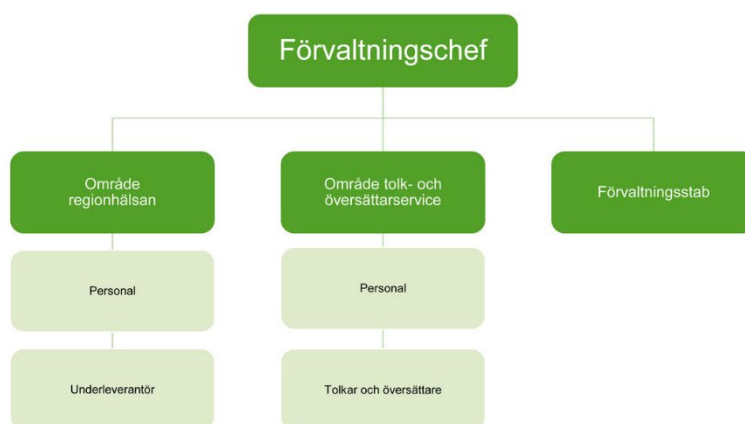 Förvaltningschef
Område
regionhälsan
Område tolk- och
översättarservice
Förvaltningsstab
Personal
Personal
Underleverantör
Tolkar och översättare